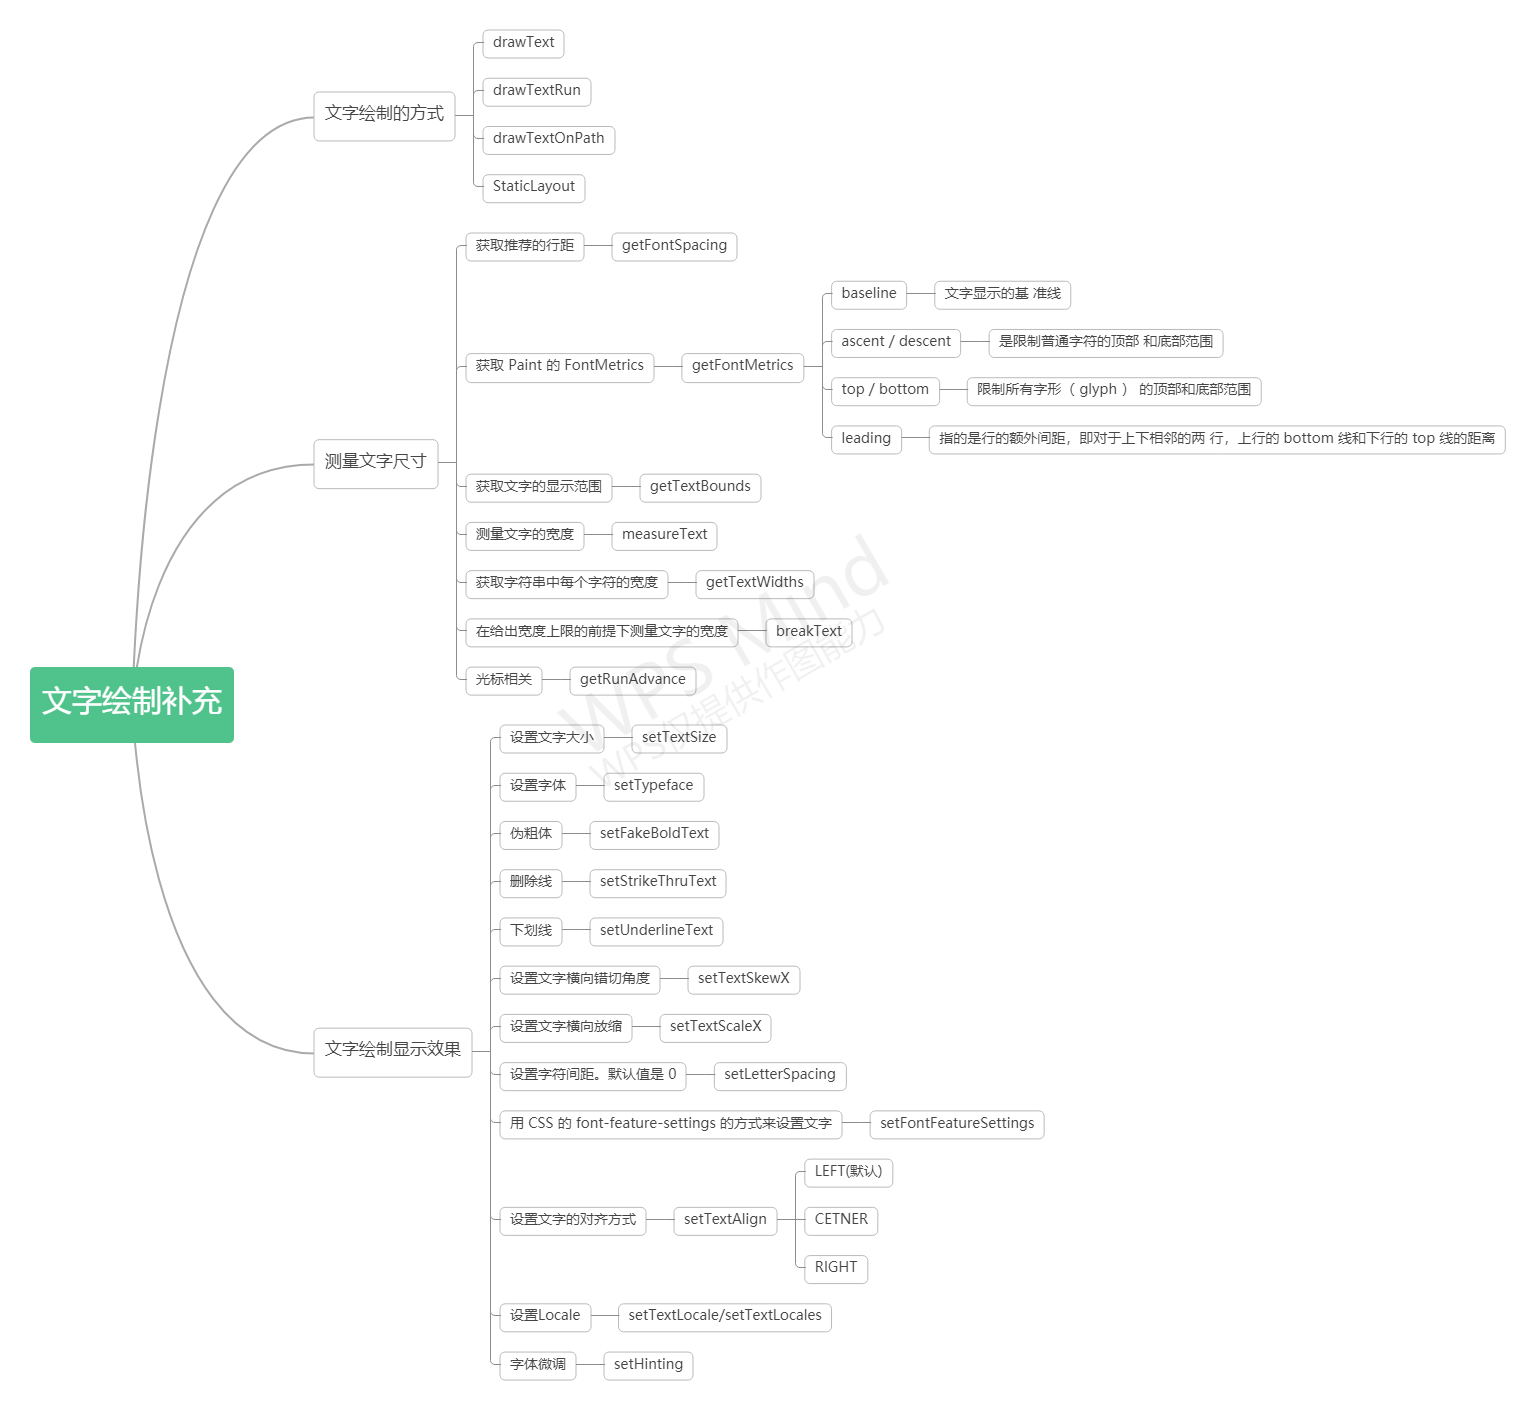 文字绘制补充
文字绘制的方式
drawText
drawTextRun
drawTextOnPath
StaticLayout
测量文字尺寸
获取推荐的行距
getFontSpacing
获取 Paint 的 FontMetrics
getFontMetrics
baseline
文字显示的基 准线
ascent / descent
是限制普通字符的顶部 和底部范围
top / bottom
限制所有字形（ glyph ） 的顶部和底部范围
leading
指的是行的额外间距，即对于上下相邻的两 行，上行的 bottom 线和下行的 top 线的距离
获取文字的显示范围
getTextBounds
测量文字的宽度
measureText
获取字符串中每个字符的宽度
getTextWidths
在给出宽度上限的前提下测量文字的宽度
breakText
光标相关
getRunAdvance
文字绘制显示效果
设置文字大小
setTextSize
设置字体
setTypeface
伪粗体
setFakeBoldText
删除线
setStrikeThruText
下划线
setUnderlineText
设置文字横向错切角度
setTextSkewX
设置文字横向放缩
setTextScaleX
设置字符间距。默认值是 0
setLetterSpacing
用 CSS 的 font-feature-settings 的方式来设置文字
setFontFeatureSettings
设置文字的对齐方式
setTextAlign
LEFT(默认)
CETNER
RIGHT
设置Locale
setTextLocale/setTextLocales
字体微调
setHinting
WPS Mind
WPS仅提供作图能力